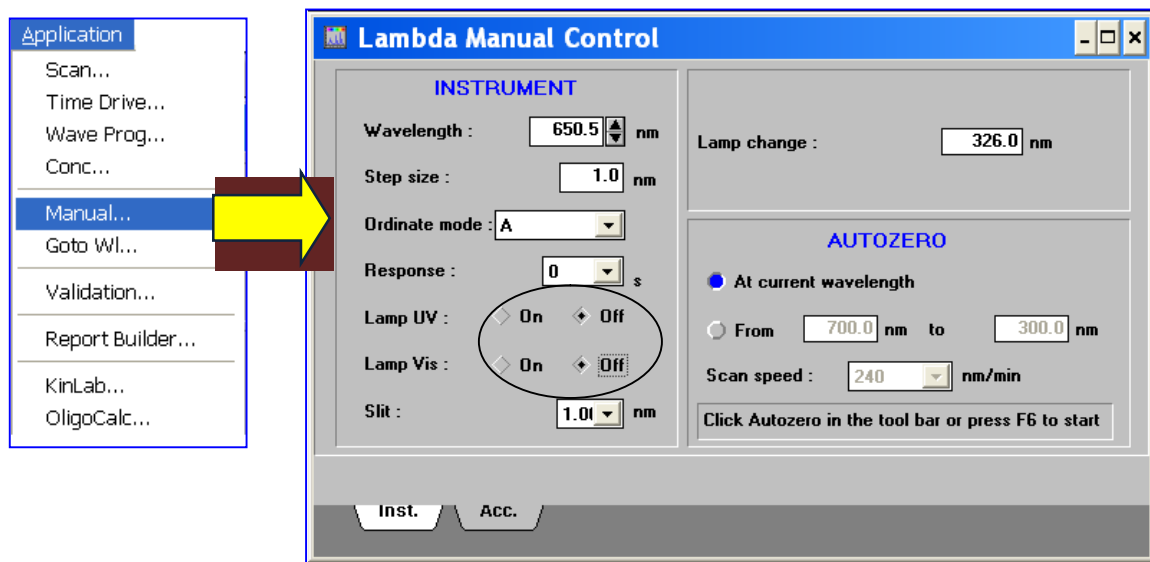 Application
Scan...
Time Drive...
Wave Prog...
Conc...
Manual...
Goto Wl...
Validation...
Report Builder...
KinLab...
OligoCalc...
Lambda Manual Control
INSTRUMENT
Wavelength : 650.5 nm
Step size : 1.0 nm
Ordinate mode : A
Response : 0 s
Lamp UV : On Off
Lamp Vis : On Off
Slit : 1.0 nm
Lamp change : 326.0 nm
AUTOZERO
At current wavelength
From 700.0 nm to 300.0 nm
Scan speed : 240 nm/min
Click Autozero in the tool bar or press F6 to start
Inst. Acc.